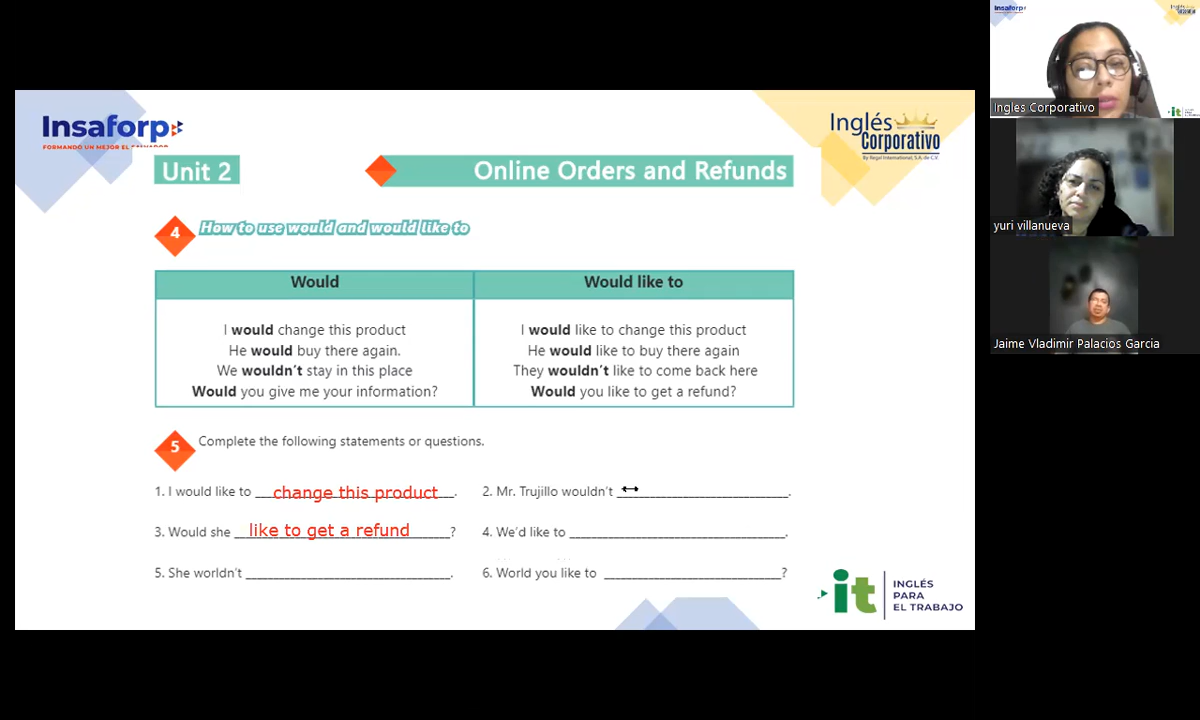 Insaforp
FORMANDO UN MEJOR EL SALVADOR
Inglés
Corporativo
By Regal International, S.A. de C.V.
Unit 2
Online Orders and Refunds
4
How to use would and would like to
Would
Would like to
I would change this product
He would buy there again.
We wouldn't stay in this place
Would you give me your information?
I would like to change this product
He would like to buy there again
They wouldn't like to come back here
Would you like to get a refund?
5
Complete the following statements or questions.
1. I would like to change this product.
2. Mr. Trujillo wouldn't ____________________.
3. Would she like to get a refund?
4. We'd like to ____________________.
5. She worldn't ____________________.
6. World you like to ____________________?
it
INGLÉS
PARA
EL TRABAJO
Insaforp
Ingles Corporativo
it
yuri villanueva
Jaime Vladimir Palacios Garcia